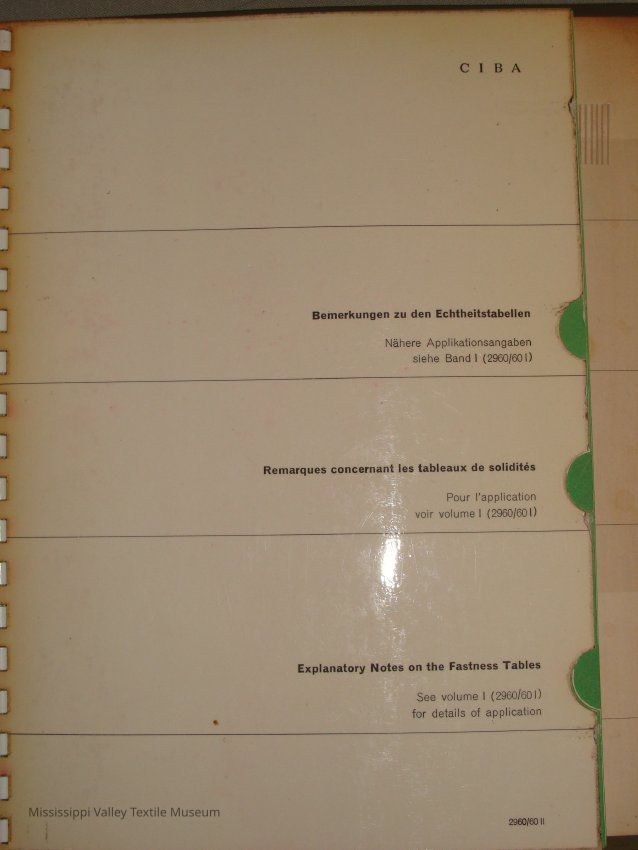 C I B A
Bemerkungen zu den Echtheitstabellen
Nähere Applikationsangaben
siehe Band I (2960/60 I)
Remarques concernant les tableaux de solidités
Pour l'application
voir volume I (2960/60 I)
Explanatory Notes on the Fastness Tables
See volume I (2960/60 I)
for details of application
Mississippi Valley Textile Museum
2960/60 II